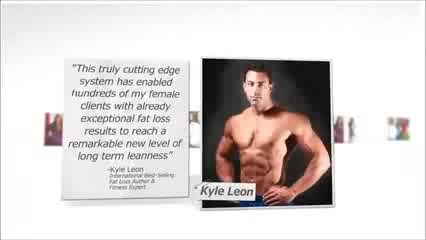 “This truly cutting edge
system has enabled
hundreds of my female
clients with already
exceptional fat loss
results to reach a
remarkable new level of
long term leanness”
-Kyle Leon
International Best-Selling
Fat Loss Author &
Fitness Expert
Kyle Leon